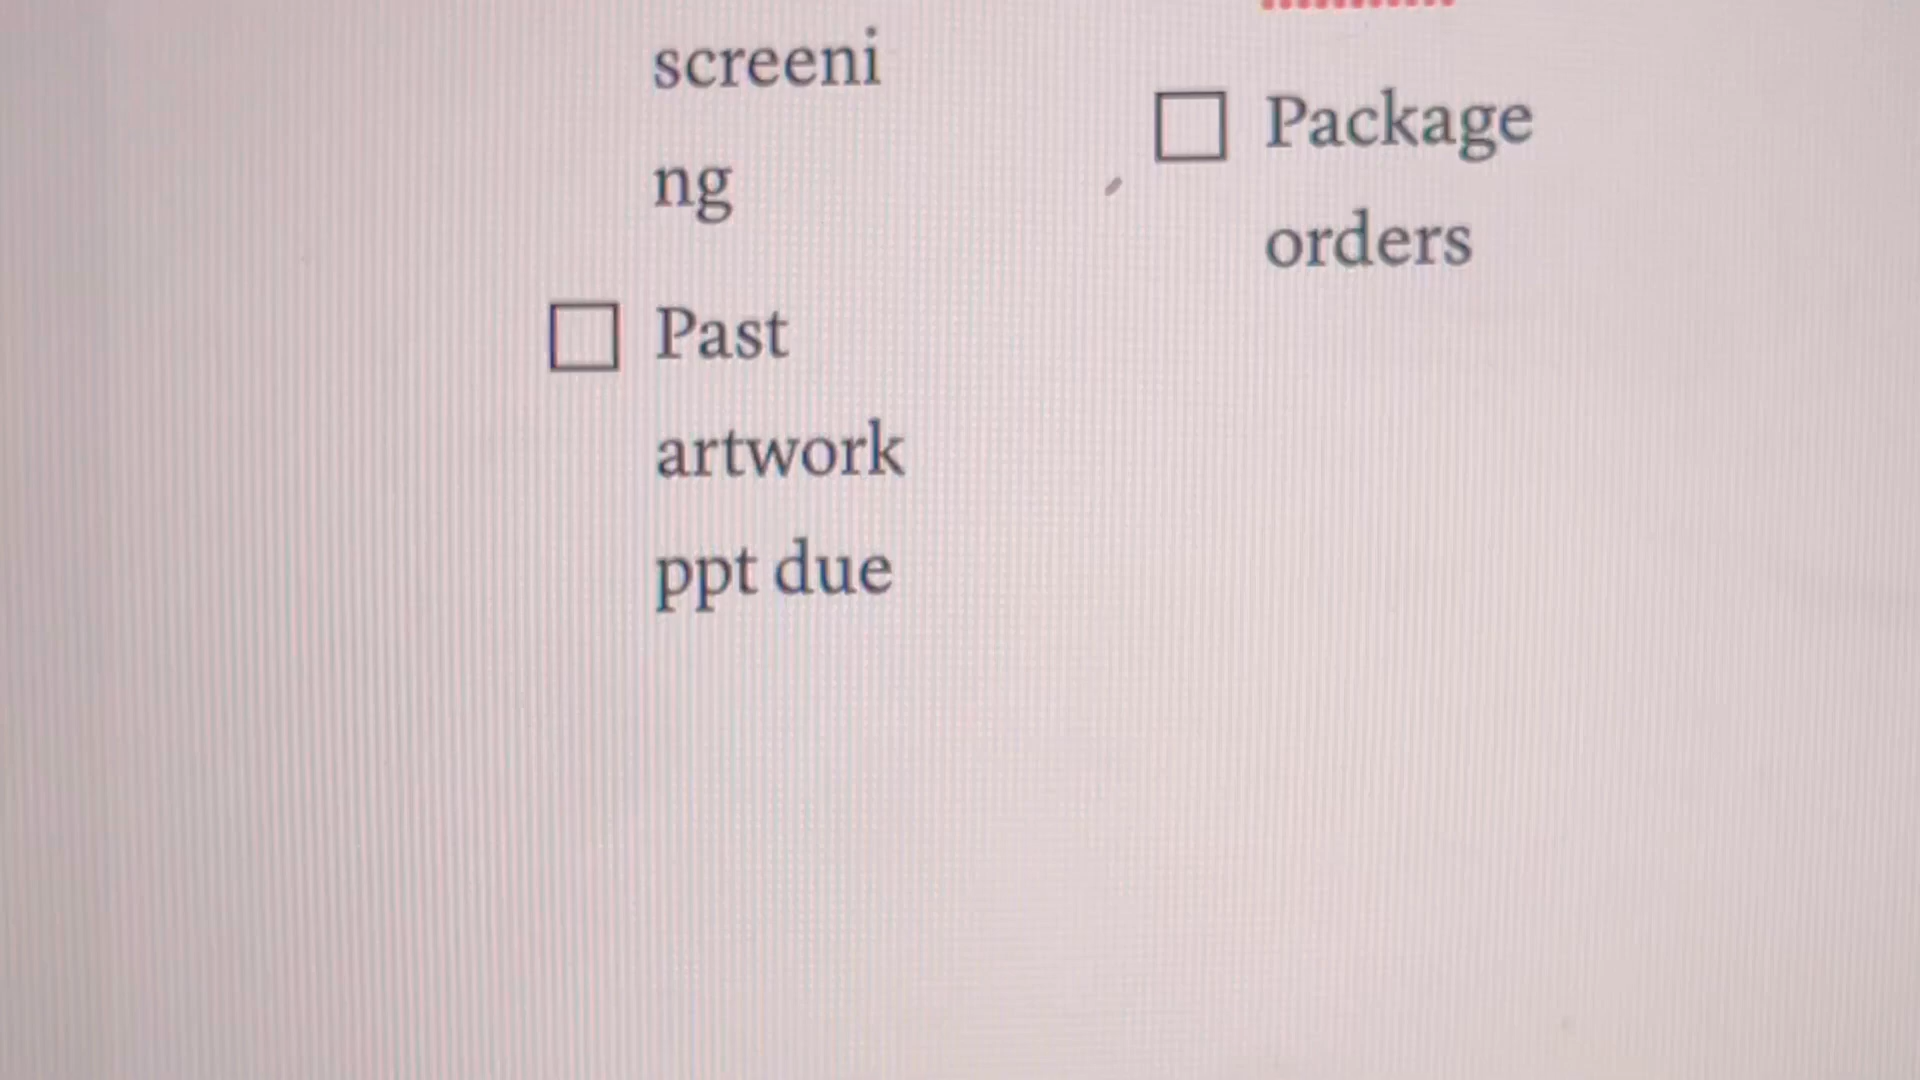 screeni
ng
☐ Past
artwork
ppt due
☐ Package
orders